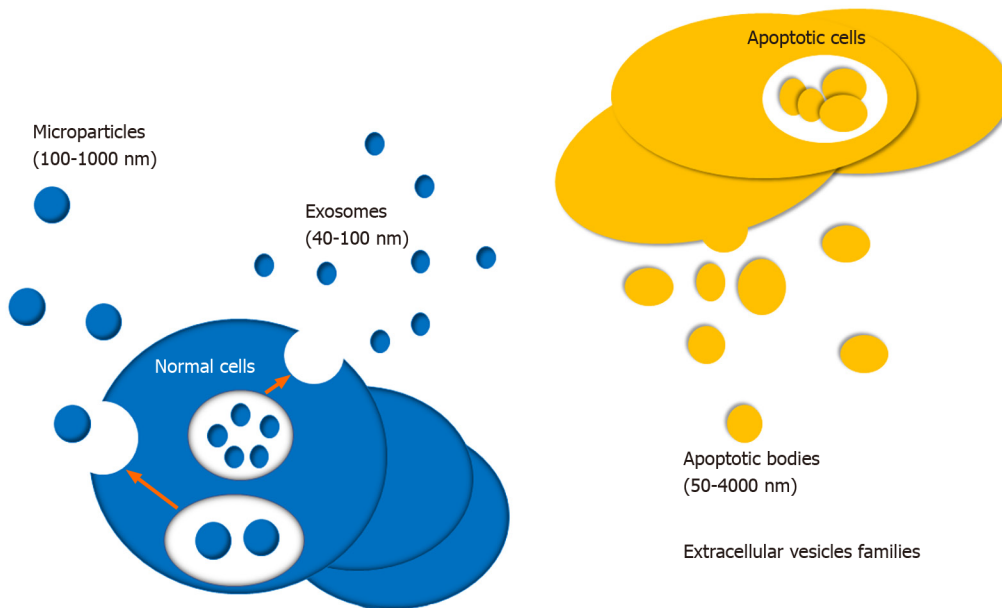 Apoptotic cells
Microparticles
(100-1000 nm)
Exosomes
(40-100 nm)
Normal cells
Apoptotic bodies
(50-4000 nm)
Extracellular vesicles families